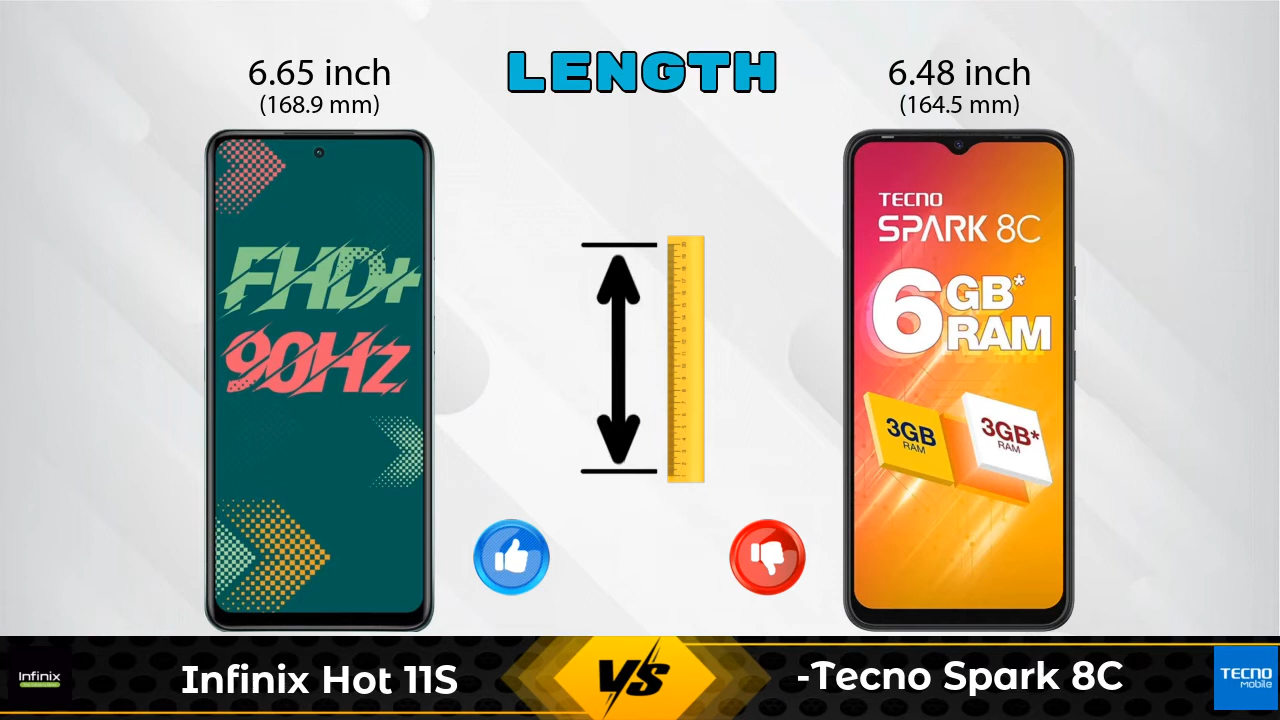 LENGTH
6.65 inch
(168.9 mm)
6.48 inch
(164.5 mm)
FHD+
90Hz
TECNO
SPARK 8C
6GB*
RAM
3GB
RAM
3GB*
RAM
Infinix
Infinix Hot 11S
VS
-Tecno Spark 8C
TECNO
mobile